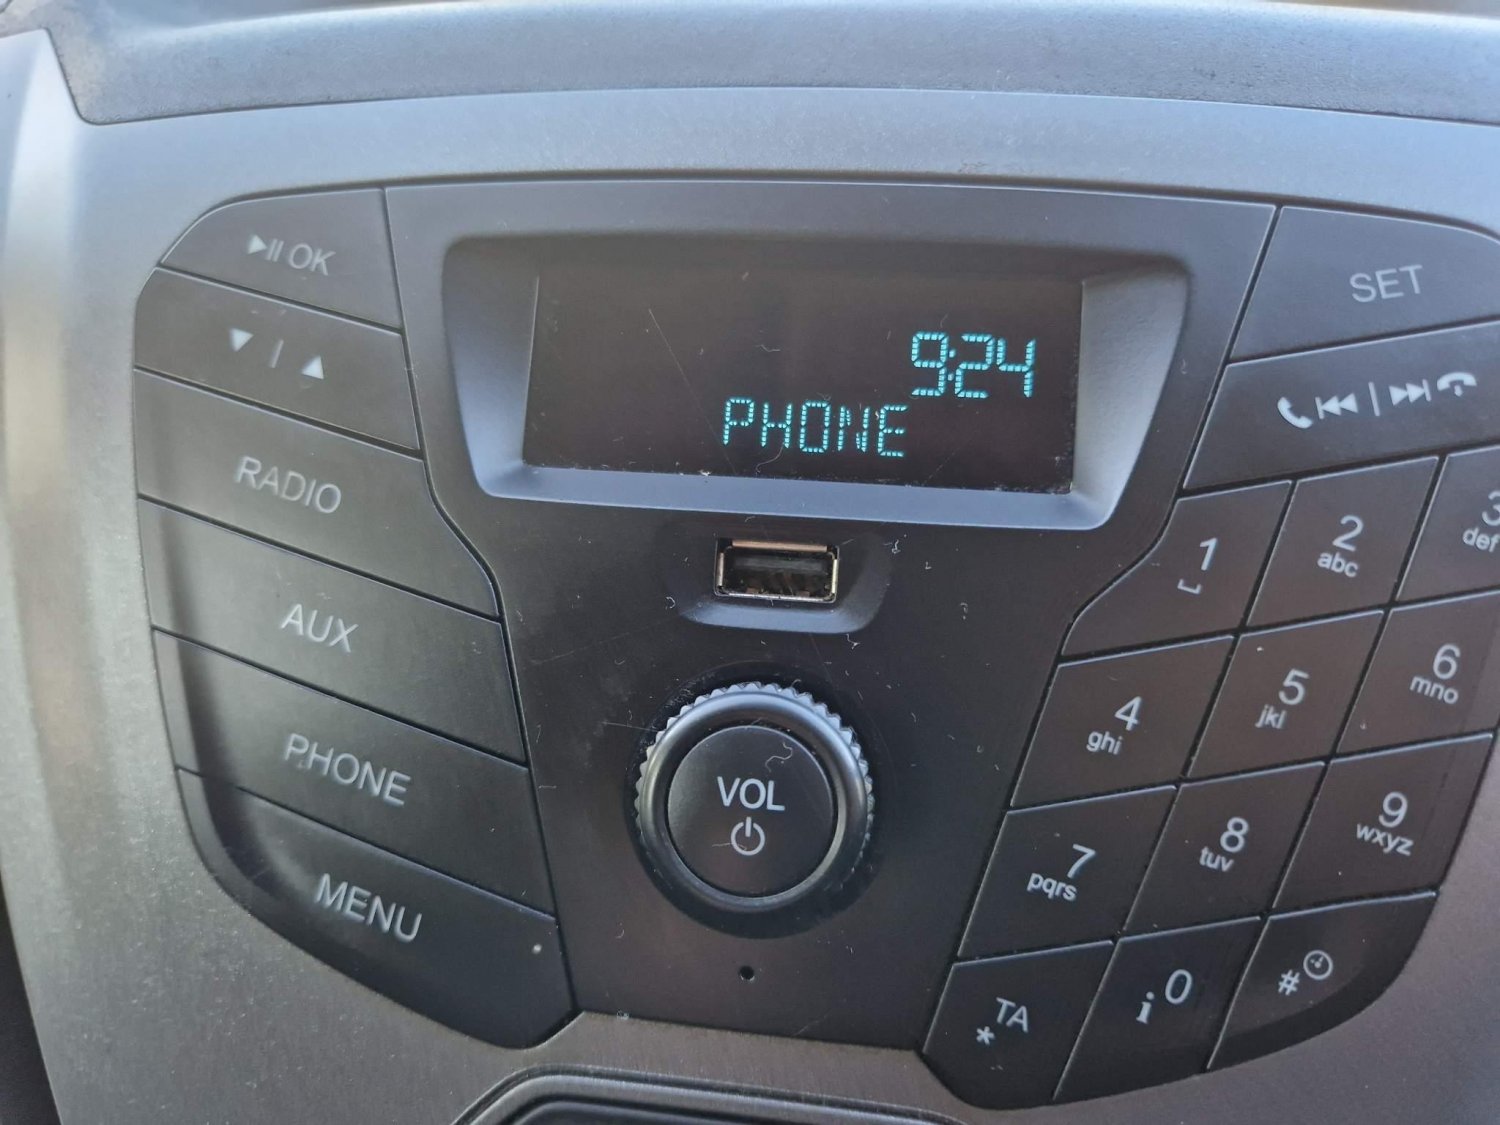 9:24
PHONE
OK
RADIO
AUX
PHONE
MENU
VOL
SET
1
2
abc
3
def
4
ghi
5
jkl
6
mno
7
pqrs
8
tuv
9
wxyz
TA
*
i 0
#